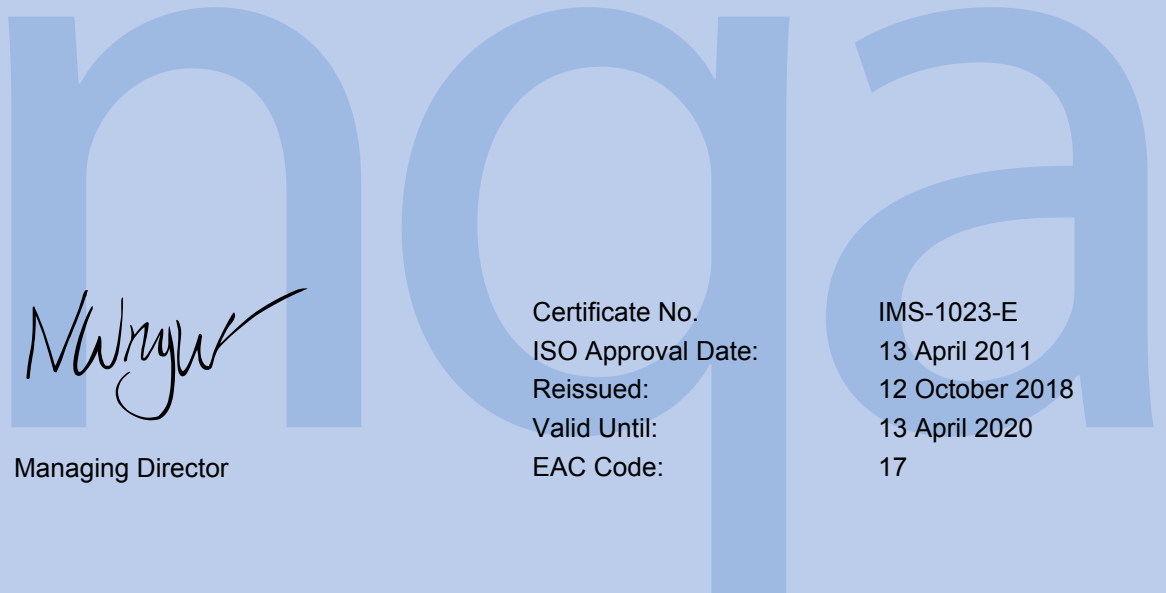 nqa
Certificate No. IMS-1023-E
ISO Approval Date: 13 April 2011
Reissued: 12 October 2018
Valid Until: 13 April 2020
Managing Director
EAC Code: 17